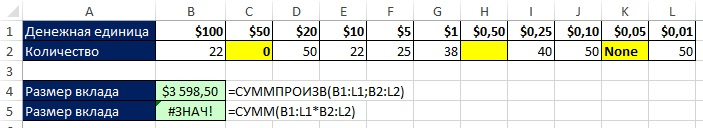 A B C D E F G H I J K L
1 Денежная единица $100 $50 $20 $10 $5 $1 $0,50 $0,25 $0,10 $0,05 $0,01
2 Количество 22 0 50 22 25 38 40 50 None 50
3
4 Размер вклада $3 598,50 =СУММПРОИЗВ(B1:L1;B2:L2)
5 Размер вклада #ЗНАЧ! =СУММ(B1:L1*B2:L2)